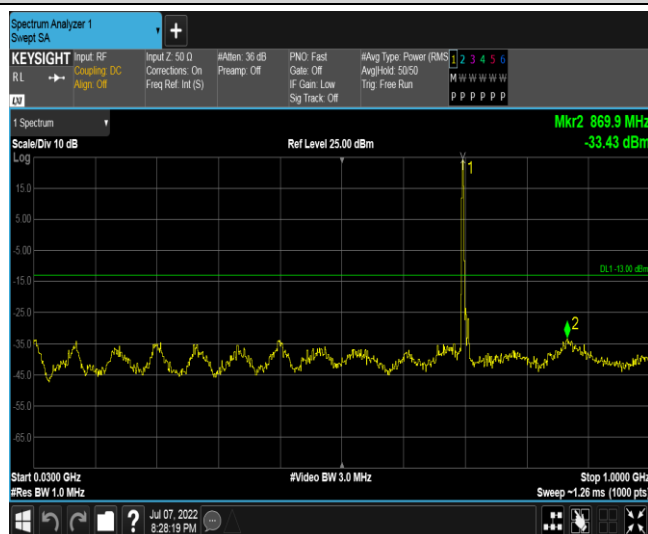 Spectrum Analyzer 1
Swept SA
+
KEYSIGHT
RL
LXI
Input: RF
Coupling: DC
Align: Off
Input Z: 50 Ω
Corrections: On
Freq Ref: Int (S)
#Atten: 36 dB
Preamp: Off
PNO: Fast
Gate: Off
IF Gain: Low
Sig Track: Off
#Avg Type: Power (RMS
Avg|Hold: 50/50
Trig: Free Run
1 2 3 4 5 6
M W W W W W
P P P P P P
1 Spectrum
Mkr2 869.9 MHz
-33.43 dBm
Scale/Div 10 dB
Ref Level 25.00 dBm
Log
15.0
5.00
-5.00
-15.0
-25.0
-35.0
-45.0
-55.0
-65.0
1
DL1 -13.00 dBm
2
Start 0.0300 GHz
#Video BW 3.0 MHz
Stop 1.0000 GHz
#Res BW 1.0 MHz
Sweep ~1.26 ms (1000 pts)
?
Jul 07, 2022
8:28:19 PM